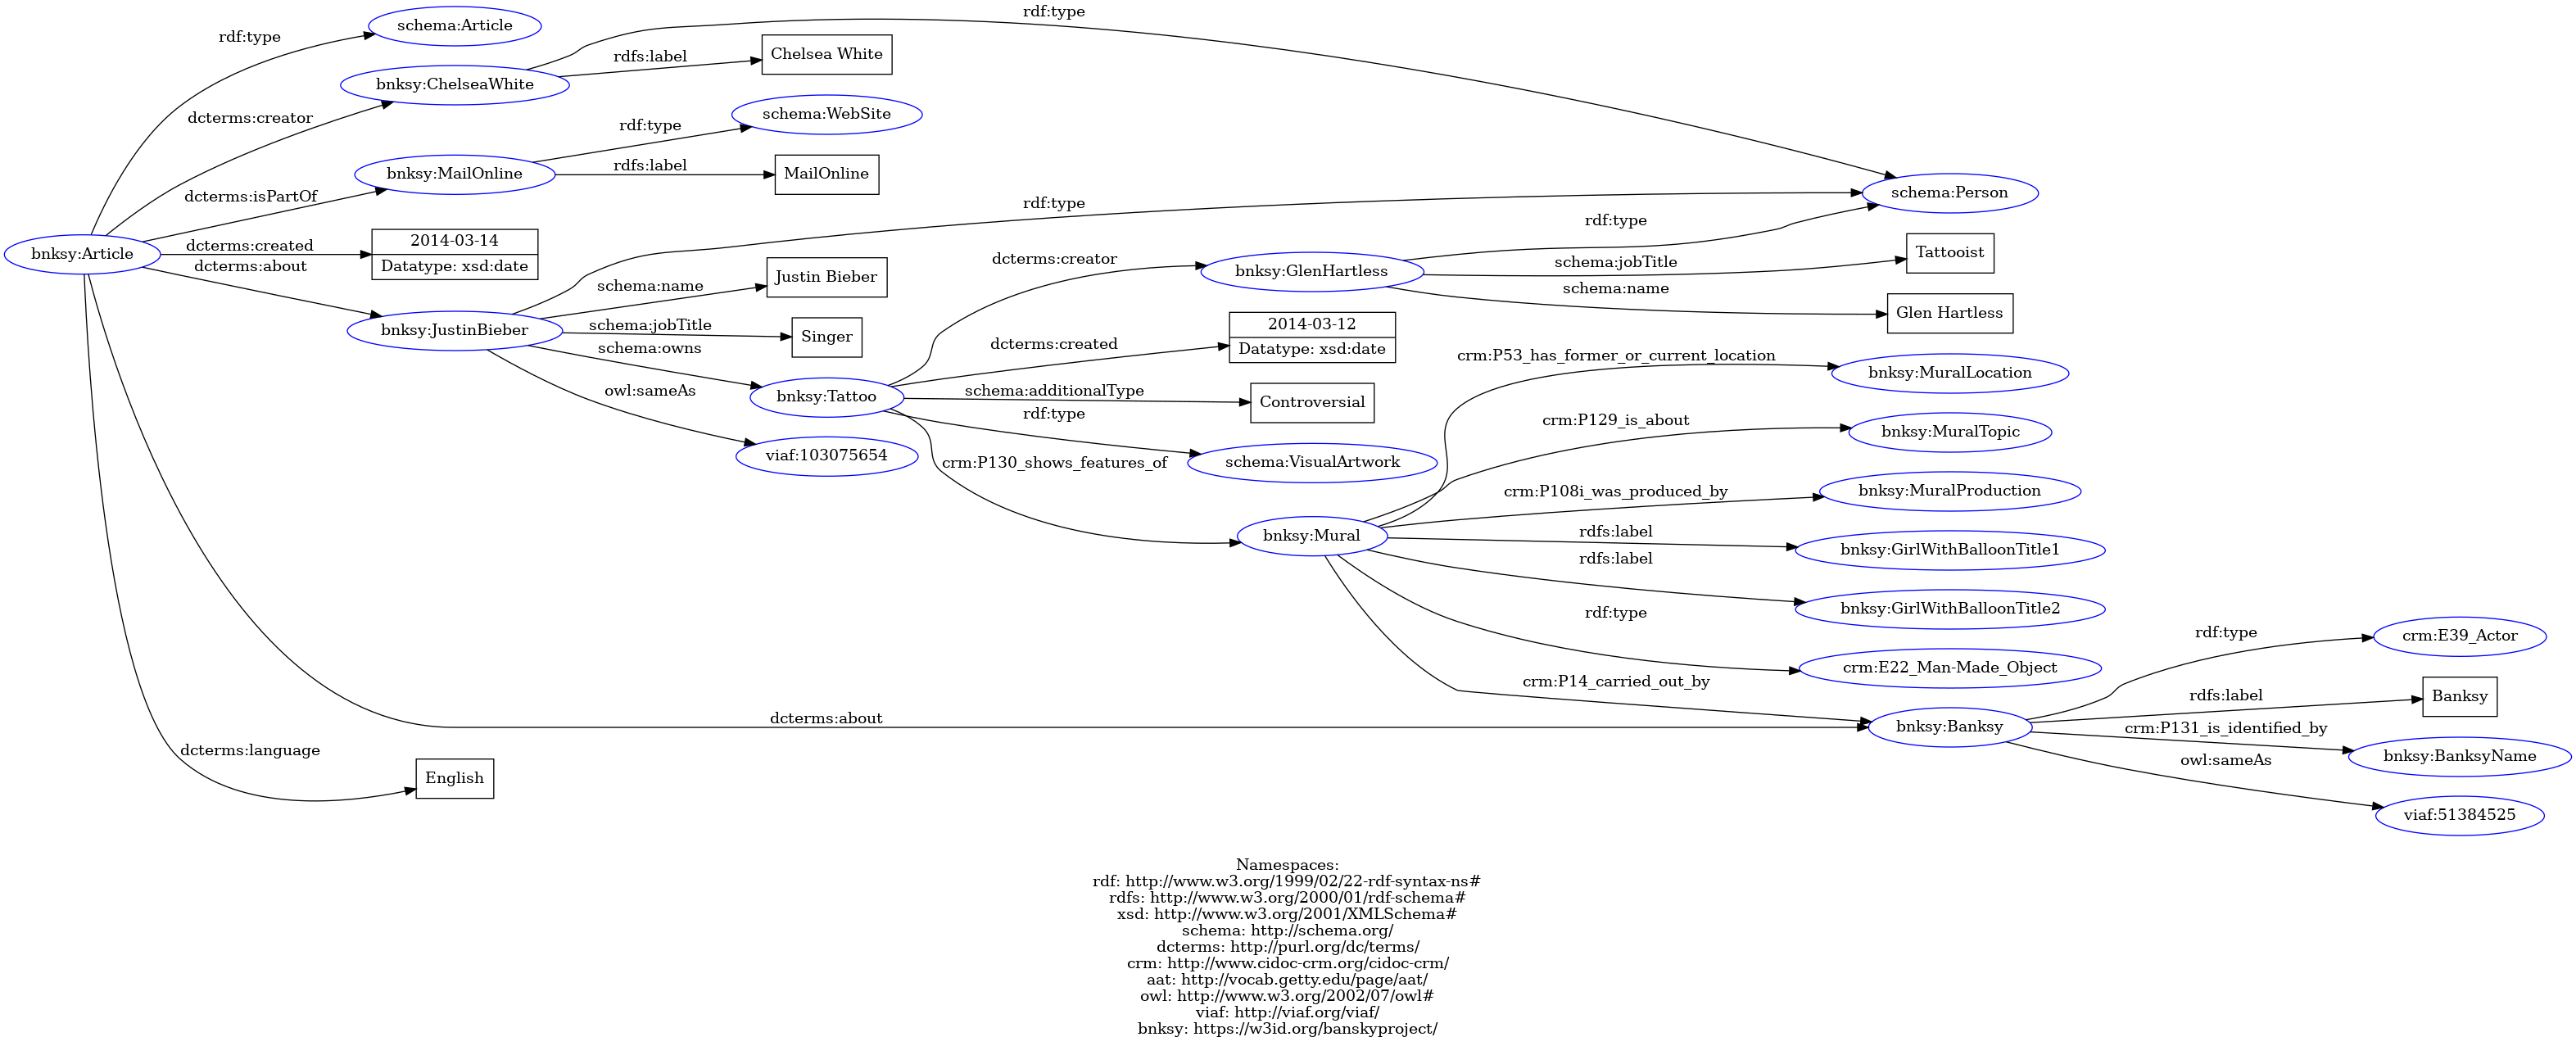 rdf:type
schema:Article
rdf:type
bnksy:ChelseaWhite
rdfs:label
Chelsea White
dcterms:creator
rdf:type
schema:WebSite
bnksy:MailOnline
rdfs:label
MailOnline
dcterms:isPartOf
rdf:type
schema:Person
bnksy:Article
dcterms:created
2014-03-14
Datatype: xsd:date
dcterms:about
schema:name
Justin Bieber
bnksy:JustinBieber
schema:jobTitle
Singer
schema:owns
owl:sameAs
viaf:103075654
bnksy:Tattoo
dcterms:creator
bnksy:GlenHartless
rdf:type
schema:jobTitle
Tattooist
schema:name
Glen Hartless
dcterms:created
2014-03-12
Datatype: xsd:date
schema:additionalType
Controversial
rdf:type
schema:VisualArtwork
crm:P130_shows_features_of
bnksy:Mural
crm:P53_has_former_or_current_location
bnksy:MuralLocation
crm:P129_is_about
bnksy:MuralTopic
crm:P108i_was_produced_by
bnksy:MuralProduction
rdfs:label
bnksy:GirlWithBalloonTitle1
rdfs:label
bnksy:GirlWithBalloonTitle2
rdf:type
crm:E22_Man-Made_Object
crm:P14_carried_out_by
bnksy:Banksy
dcterms:about
dcterms:language
English
rdf:type
crm:E39_Actor
rdfs:label
Banksy
crm:P131_is_identified_by
bnksy:BanksyName
owl:sameAs
viaf:51384525
Namespaces:
rdf: http://www.w3.org/1999/02/22-rdf-syntax-ns#
rdfs: http://www.w3.org/2000/01/rdf-schema#
xsd: http://www.w3.org/2001/XMLSchema#
schema: http://schema.org/
dcterms: http://purl.org/dc/terms/
crm: http://www.cidoc-crm.org/cidoc-crm/
aat: http://vocab.getty.edu/page/aat/
owl: http://www.w3.org/2002/07/owl#
viaf: http://viaf.org/viaf/
bnksy: https://w3id.org/banskyproject/